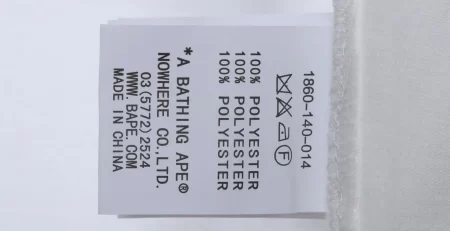 1860-140-014
Ⓕ
100% POLYESTER
100% POLYESTER
100% POLYESTER
*A BATHING APE®
NOWHERE CO.,LTD.
03(5772)2524
WWW.BAPE.COM
MADE IN CHINA